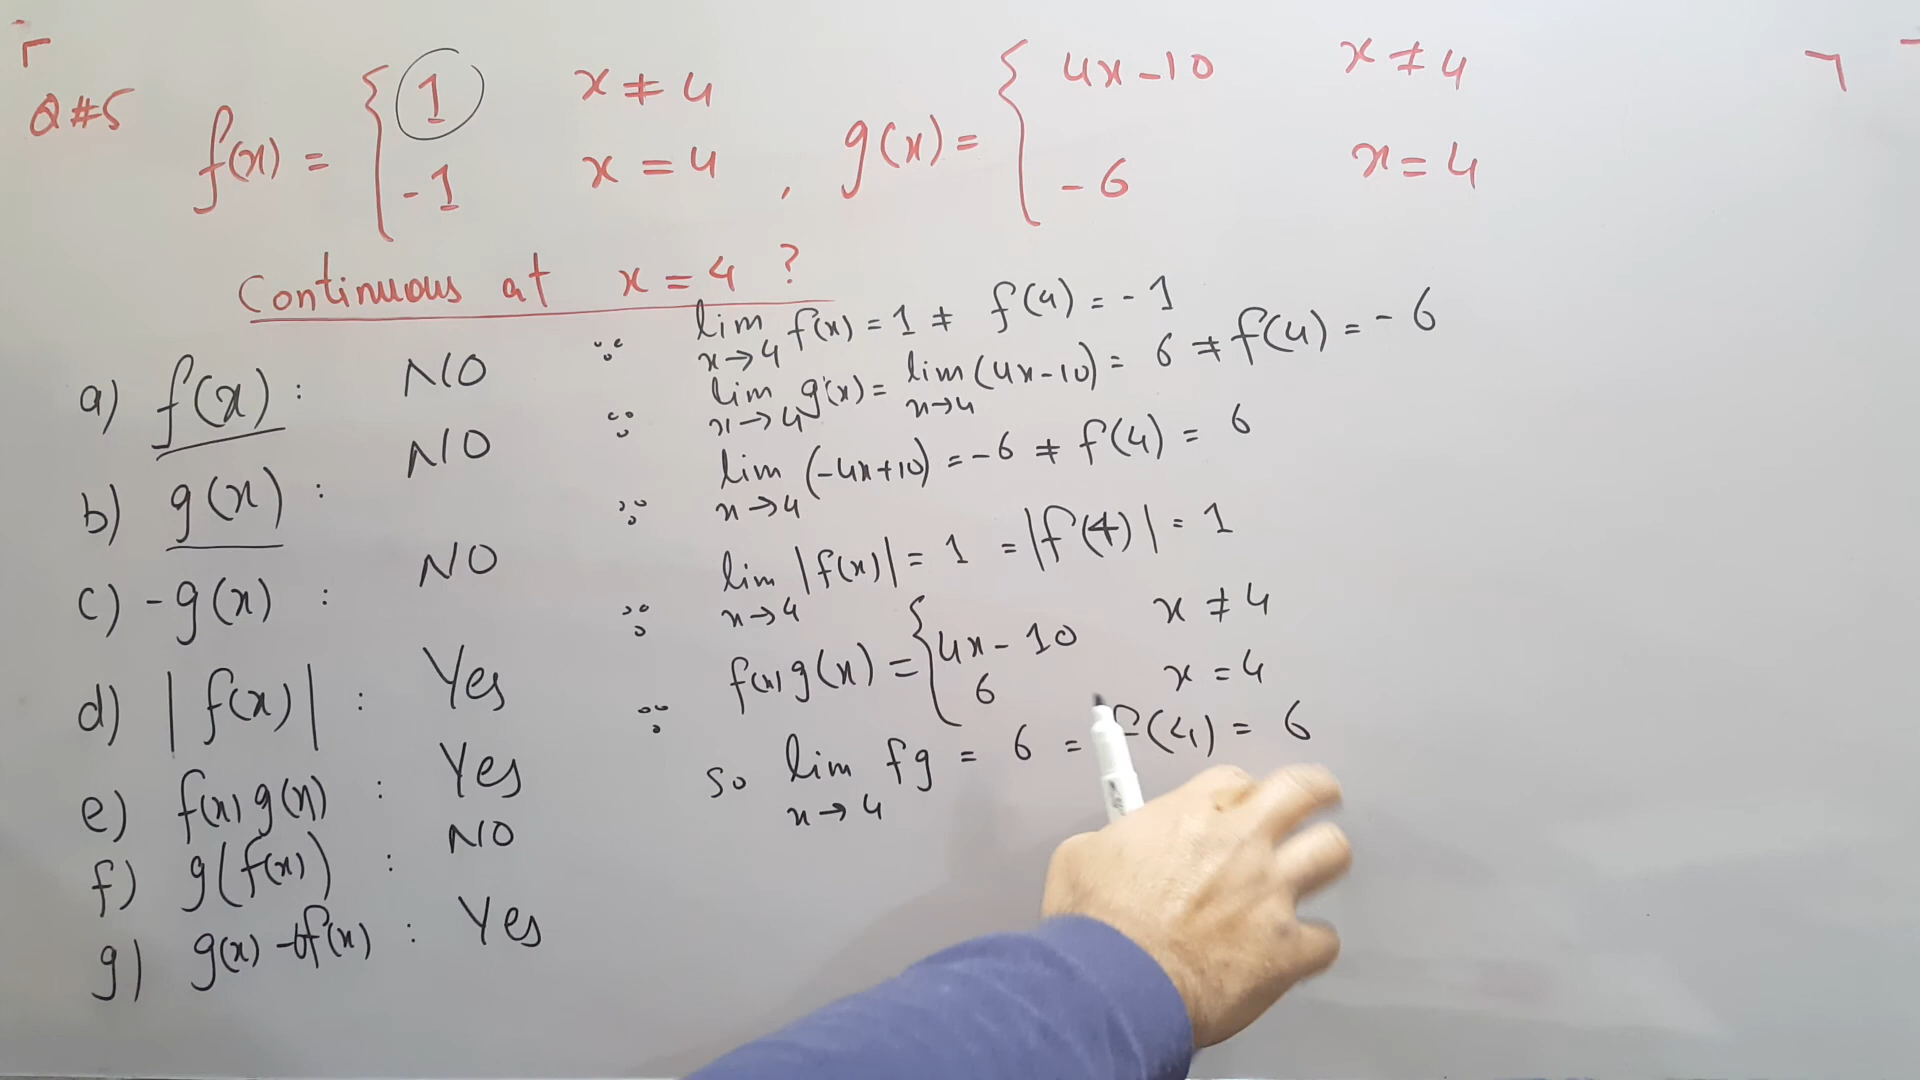 Q#5 f(x) = { 1 x ≠ 4
-1 x = 4 , g(x) = { 4x-10 x ≠ 4
-6 x = 4
Continuous at x = 4 ?
a) f(x) : NO ∵ lim x→4 f(x) = 1 ≠ f(4) = -1
b) g(x) : NO ∵ lim x→4 g(x) = lim x→4 (4x-10) = 6 ≠ f(4) = -6
c) -g(x) : NO ∵ lim x→4 (-4x+10) = -6 ≠ f(4) = 6
d) |f(x)| : Yes ∵ lim x→4 |f(x)| = 1 = |f(4)| = 1
e) f(x) g(x) : Yes ∵ f(x) g(x) = { 4x-10 x ≠ 4
6 x = 4
so lim x→4 fg = 6 = f(4) = 6
f) g(f(x)) : NO
g) g(x) - 6f(x) : Yes